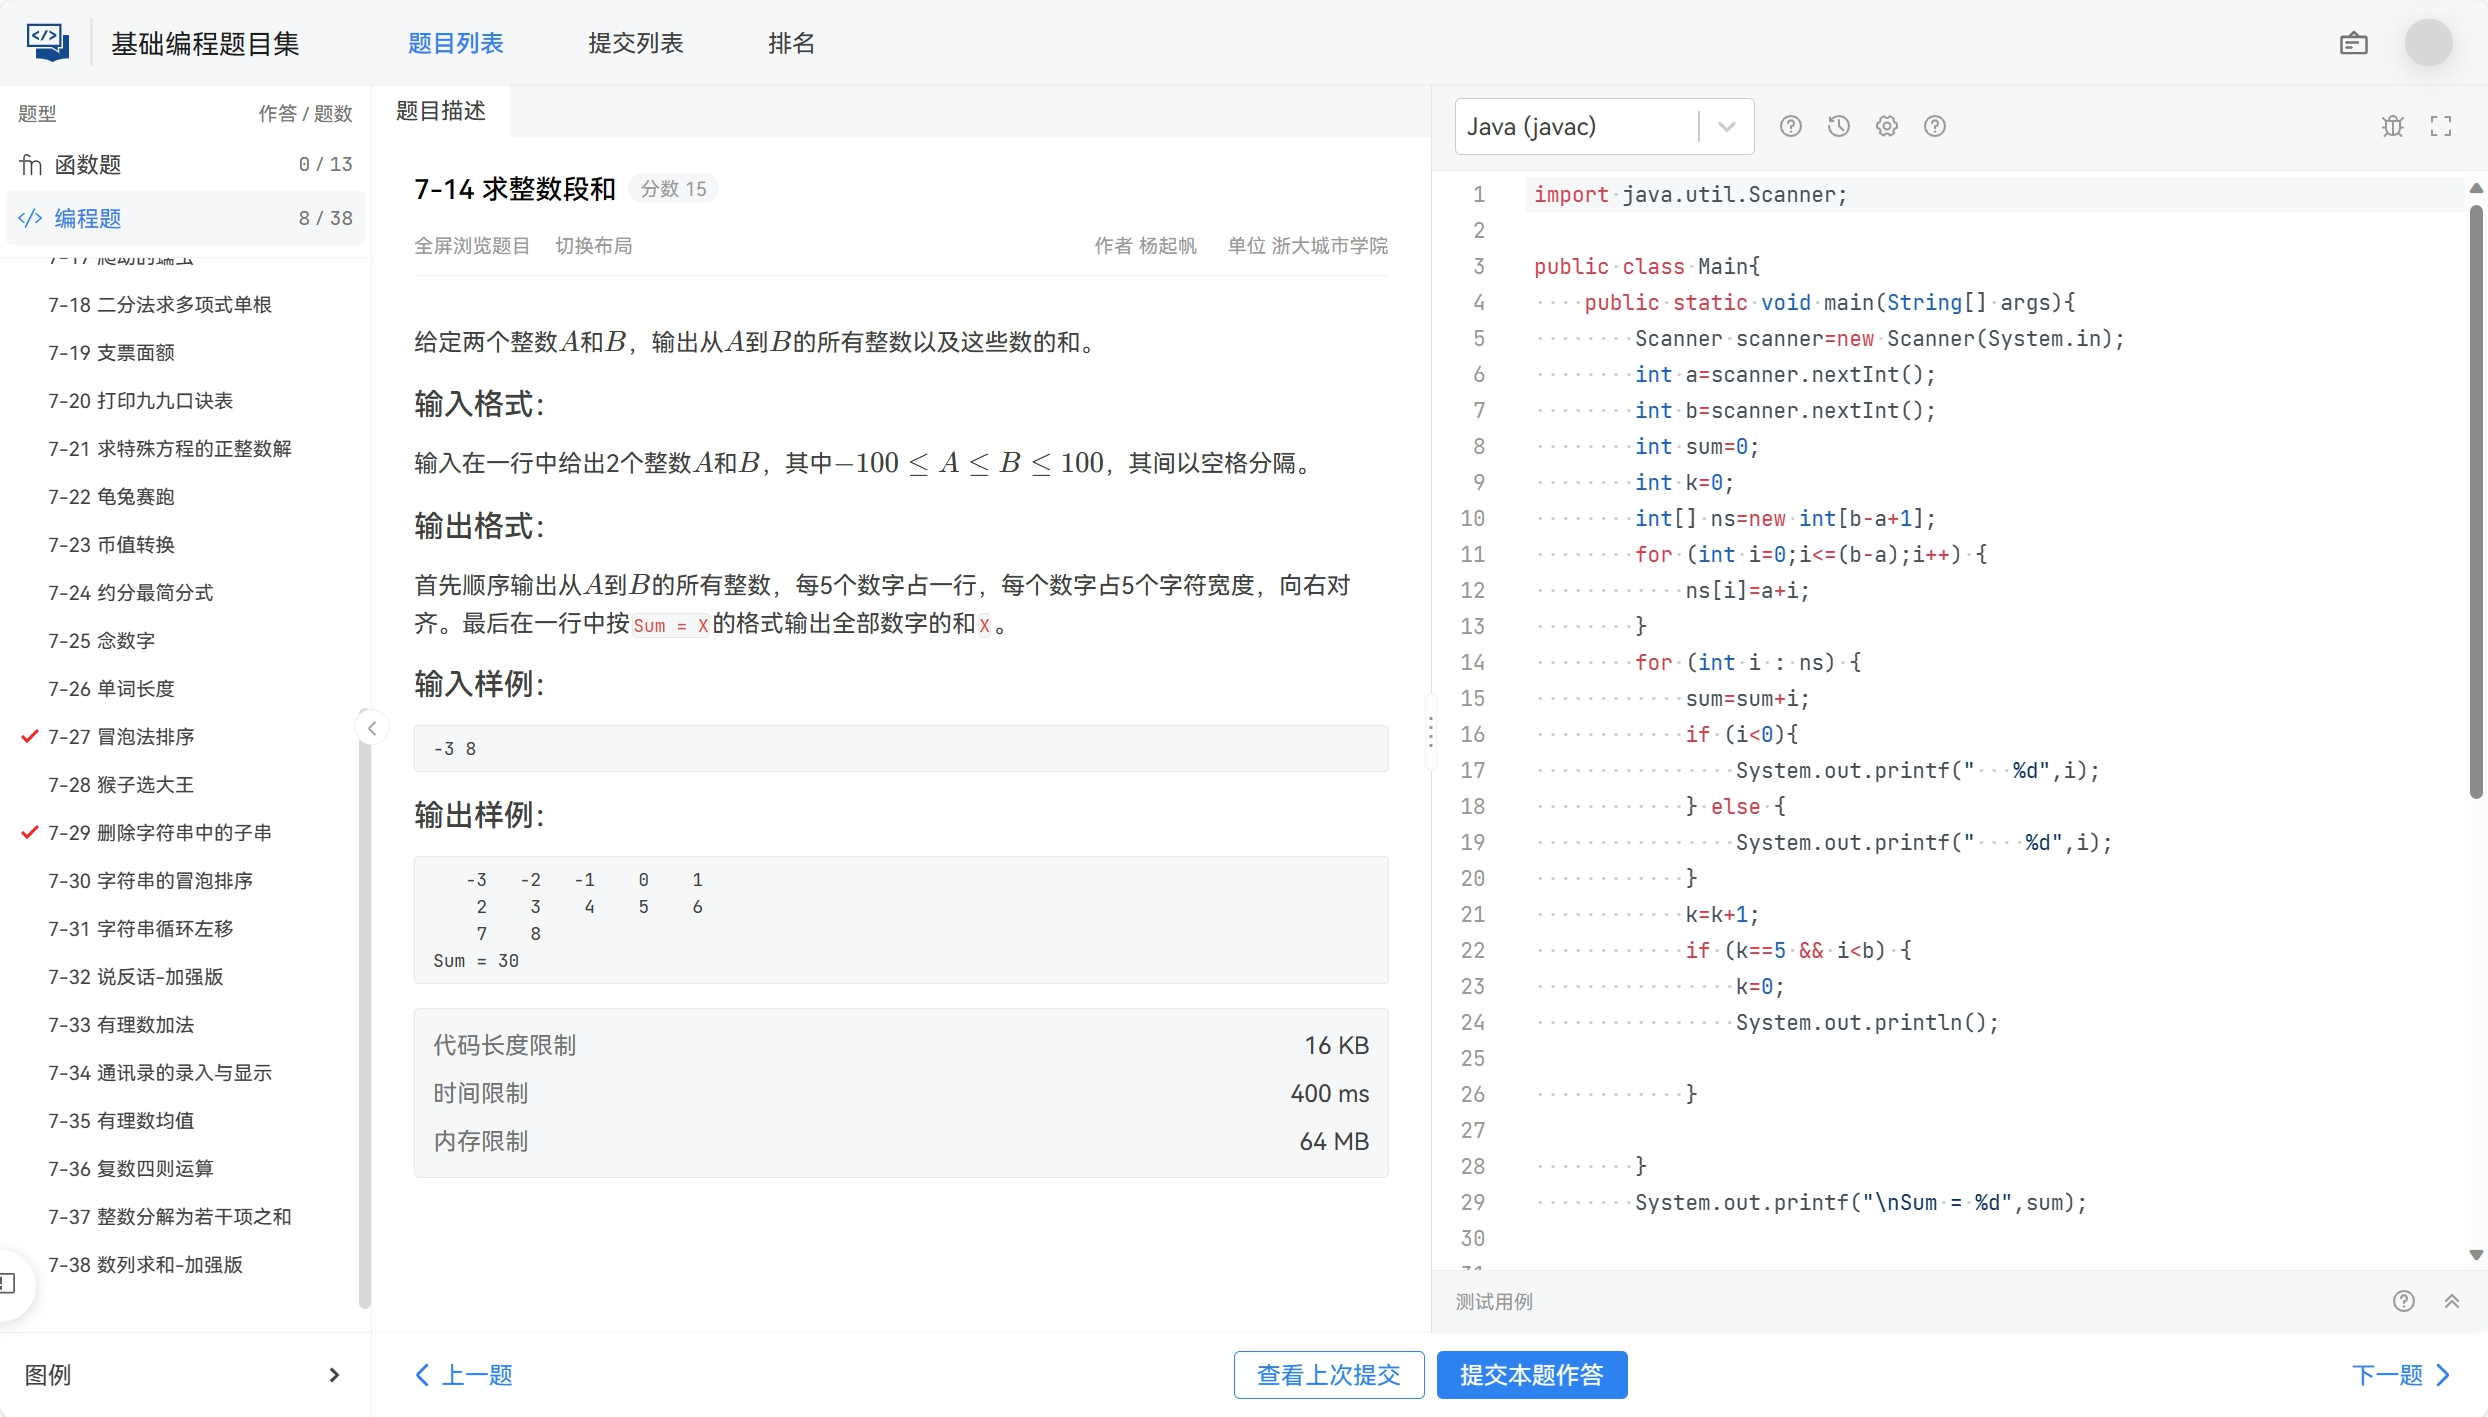 基础编程题目集
题目列表
提交列表
排名
题型 作答 / 题数
函数题 0 / 13
编程题 8 / 38
7-18 二分法求多项式单根
7-19 支票面额
7-20 打印九九口诀表
7-21 求特殊方程的正整数解
7-22 龟兔赛跑
7-23 币值转换
7-24 约分最简分式
7-25 念数字
7-26 单词长度
7-27 冒泡法排序
7-28 猴子选大王
7-29 删除字符串中的子串
7-30 字符串的冒泡排序
7-31 字符串循环左移
7-32 说反话-加强版
7-33 有理数加法
7-34 通讯录的录入与显示
7-35 有理数均值
7-36 复数四则运算
7-37 整数分解为若干项之和
7-38 数列求和-加强版
图例
题目描述
7-14 求整数段和 分数 15
全屏浏览题目 切换布局 作者 杨起帆 单位 浙大城市学院
给定两个整数A和B，输出从A到B的所有整数以及这些数的和。
输入格式：
输入在一行中给出2个整数A和B，其中−100 ≤ A ≤ B ≤ 100，其间以空格分隔。
输出格式：
首先顺序输出从A到B的所有整数，每5个数字占一行，每个数字占5个字符宽度，向右对
齐。最后在一行中按Sum = X的格式输出全部数字的和X。
输入样例：
-3 8
输出样例：
   -3   -2   -1    0    1
    2    3    4    5    6
    7    8
Sum = 30
代码长度限制 16 KB
时间限制 400 ms
内存限制 64 MB
上一题
查看上次提交
提交本题作答
下一题
Java (javac)
1 import java.util.Scanner;
2
3 public class Main{
4     public static void main(String[] args){
5         Scanner scanner=new Scanner(System.in);
6         int a=scanner.nextInt();
7         int b=scanner.nextInt();
8         int sum=0;
9         int k=0;
10         int[] ns=new int[b-a+1];
11         for (int i=0;i<=(b-a);i++) {
12             ns[i]=a+i;
13         }
14         for (int i : ns) {
15             sum=sum+i;
16             if (i<0){
17                 System.out.printf("   %d",i);
18             } else {
19                 System.out.printf("    %d",i);
20             }
21             k=k+1;
22             if (k==5 && i<b) {
23                 k=0;
24                 System.out.println();
25
26             }
27
28         }
29         System.out.printf("\nSum = %d",sum);
30
测试用例